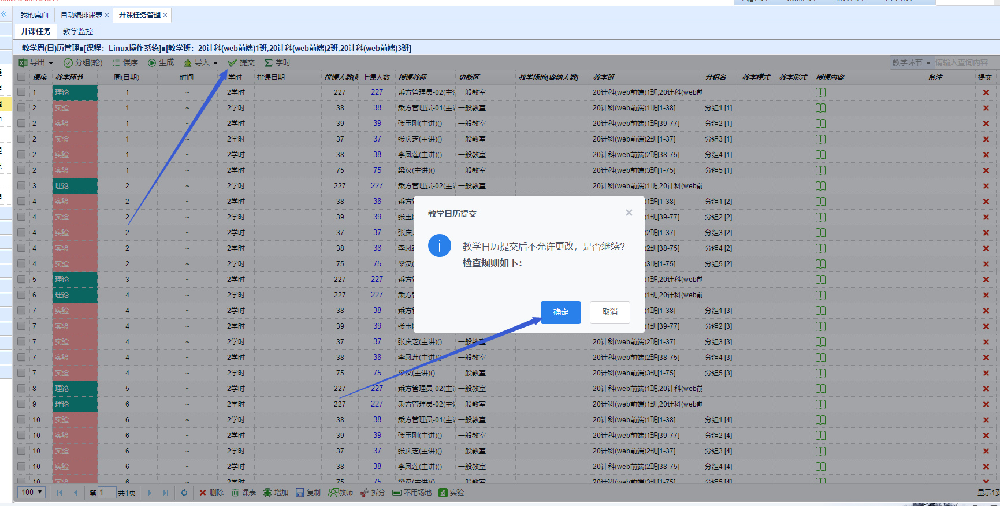 我的桌面 自动编排课表 × 开课任务管理 ×
开课任务 教学监控
教学周(日)历管理■[课程：Linux操作系统]■[教学班：20计科(web前端)1班,20计科(web前端)2班,20计科(web前端)3班]
导出 分组(轮) 课序 生成 导入 提交 学时 教学环节 请输入查询内容
课序 教学环节 周(日期) 时间 学时 排课日期 排课人数( 上课人数 授课教师 功能区 教学场地[容纳人数] 教学班 分组名 教学模式 教学形式 授课内容 备注 提交
1 理论 1 ~ 2学时 227 227 乘方管理员-02(主 一般教室 20计科(web前端)1班,20计科(web前
2 实验 1 ~ 2学时 38 38 乘方管理员-01(主 一般教室 20计科(web前端)1班[1-38] 分组1 [1]
2 实验 1 ~ 2学时 39 39 张玉刚(主讲)() 一般教室 20计科(web前端)1班[39-77] 分组2 [1]
2 实验 1 ~ 2学时 37 37 张庆芝(主讲)() 一般教室 20计科(web前端)2班[1-37] 分组3 [1]
2 实验 1 ~ 2学时 38 38 李凤莲(主讲)() 一般教室 20计科(web前端)2班[38-75] 分组4 [1]
2 实验 1 ~ 2学时 75 75 梁汉(主讲)() 一般教室 20计科(web前端)3班[1-75] 分组5 [1]
3 理论 2 ~ 2学时 227 227 乘方管理员-02(主 一般教室 20计科(web前端)1班,20计科(web前
4 实验 2 ~ 2学时 38 38 乘方 )1班[1-38] 分组1 [2]
4 实验 2 ~ 2学时 39 39 张玉 )1班[39-77] 分组2 [2]
4 实验 2 ~ 2学时 37 37 张庆 )2班[1-37] 分组3 [2]
4 实验 2 ~ 2学时 38 38 李凤 )2班[38-75] 分组4 [2]
4 实验 2 ~ 2学时 75 75 梁汉( )3班[1-75] 分组5 [2]
5 理论 3 ~ 2学时 227 227 乘方 )1班,20计科(web前
6 理论 4 ~ 2学时 227 227 乘方 )1班,20计科(web前
7 实验 4 ~ 2学时 38 38 乘方 )1班[1-38] 分组1 [3]
7 实验 4 ~ 2学时 39 39 张玉 )1班[39-77] 分组2 [3]
7 实验 4 ~ 2学时 37 37 张庆芝(主讲)() 一般教室 20计科(web前端)2班[1-37] 分组3 [3]
7 实验 4 ~ 2学时 38 38 李凤莲(主讲)() 一般教室 20计科(web前端)2班[38-75] 分组4 [3]
7 实验 4 ~ 2学时 75 75 梁汉(主讲)() 一般教室 20计科(web前端)3班[1-75] 分组5 [3]
8 理论 5 ~ 2学时 227 227 乘方管理员-02(主 一般教室 20计科(web前端)1班,20计科(web前
9 理论 6 ~ 2学时 227 227 乘方管理员-02(主 一般教室 20计科(web前端)1班,20计科(web前
10 实验 6 ~ 2学时 38 38 乘方管理员-01(主 一般教室 20计科(web前端)1班[1-38] 分组1 [4]
10 实验 6 ~ 2学时 39 39 张玉刚(主讲)() 一般教室 20计科(web前端)1班[39-77] 分组2 [4]
10 实验 6 ~ 2学时 37 37 张庆芝(主讲)() 一般教室 20计科(web前端)2班[1-37] 分组3 [4]
10 实验 6 ~ 2学时 38 38 李凤莲(主讲)() 一般教室 20计科(web前端)2班[38-75] 分组4 [4]
10 实验 6 ~ 2学时 75 75 梁汉(主讲)() 一般教室 20计科(web前端)3班[1-75] 分组5 [4]
教学日历提交
教学日历提交后不允许更改，是否继续？
检查规则如下：
确定 取消
100 第 1 共1页 删除 课表 增加 复制 教师 拆分 不用场地 实验 显示1到